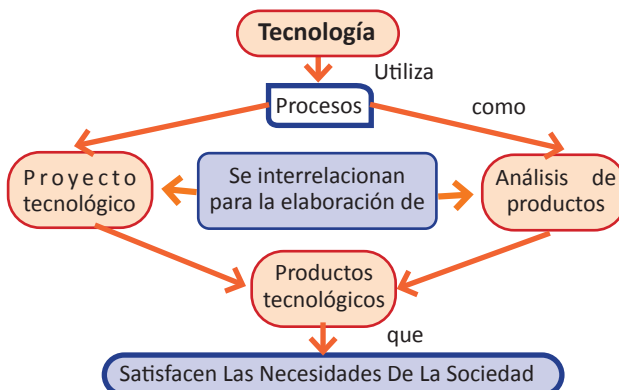 Tecnología
Utiliza
Procesos
como
Proyecto
tecnológico
Se interrelacionan
para la elaboración de
Análisis de
productos
Productos
tecnológicos
que
Satisfacen Las Necesidades De La Sociedad